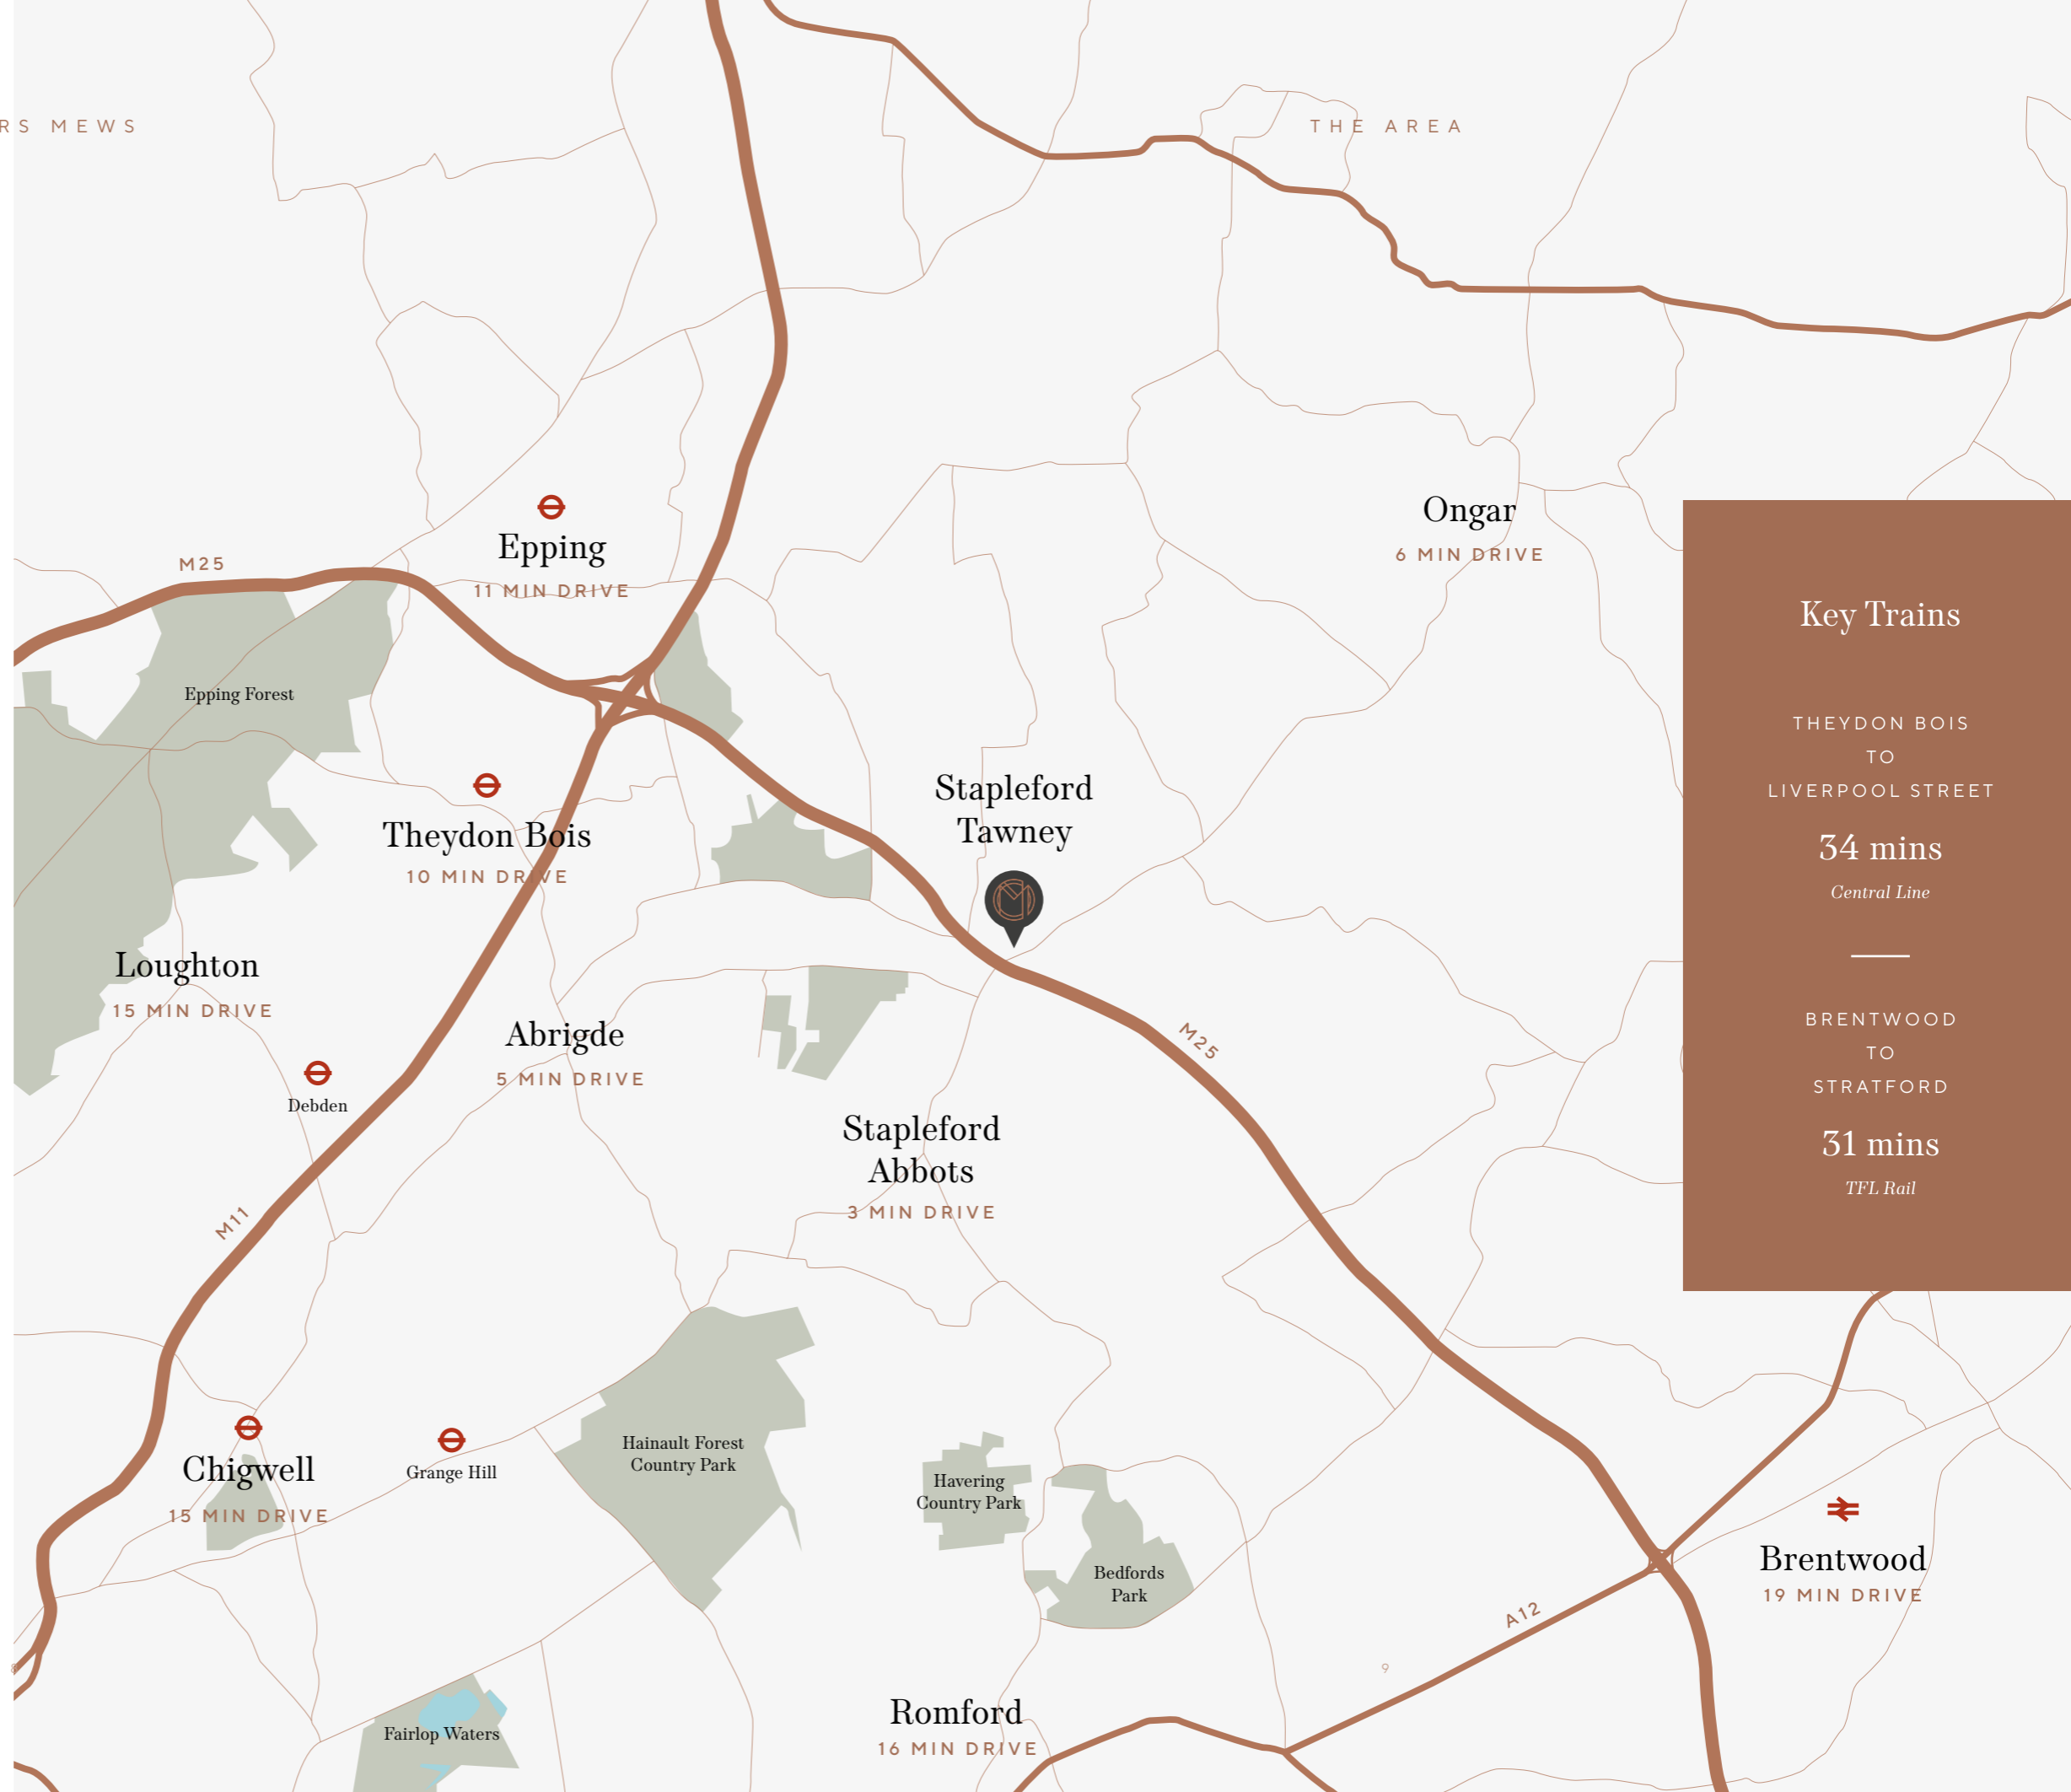 RS MEWS
THE AREA
Epping
11 MIN DRIVE
Ongar
6 MIN DRIVE
M25
Epping Forest
Theydon Bois
10 MIN DRIVE
Stapleford
Tawney
Loughton
15 MIN DRIVE
Debden
Abrigde
5 MIN DRIVE
M25
Stapleford
Abbots
3 MIN DRIVE
M11
Key Trains
THEYDON BOIS
TO
LIVERPOOL STREET
34 mins
Central Line
BRENTWOOD
TO
STRATFORD
31 mins
TFL Rail
Chigwell
15 MIN DRIVE
Grange Hill
Hainault Forest
Country Park
Havering
Country Park
Bedfords
Park
Brentwood
19 MIN DRIVE
A12
9
Romford
16 MIN DRIVE
Fairlop Waters